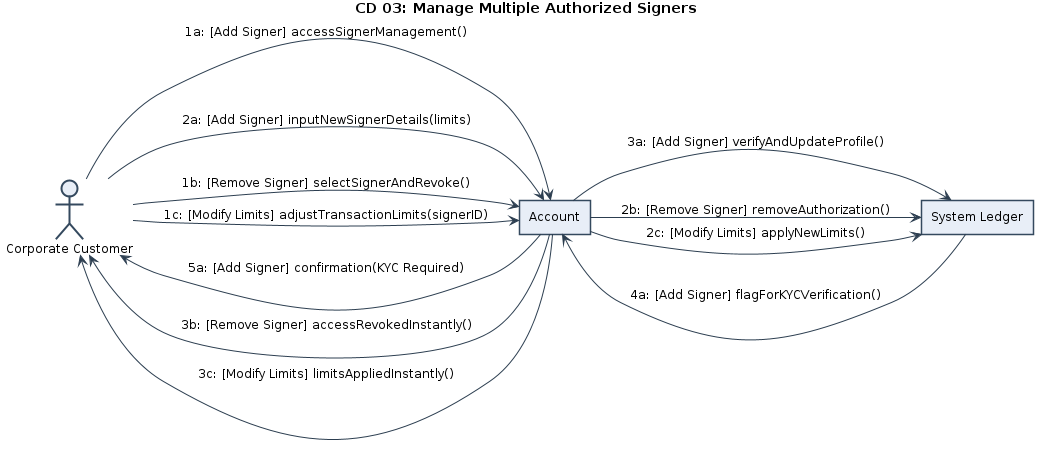 CD 03: Manage Multiple Authorized Signers
1a: [Add Signer] accessSignerManagement()
2a: [Add Signer] inputNewSignerDetails(limits)
3a: [Add Signer] verifyAndUpdateProfile()
1b: [Remove Signer] selectSignerAndRevoke()
1c: [Modify Limits] adjustTransactionLimits(signerID)
Account
2b: [Remove Signer] removeAuthorization()
System Ledger
2c: [Modify Limits] applyNewLimits()
Corporate Customer
5a: [Add Signer] confirmation(KYC Required)
4a: [Add Signer] flagForKYCVerification()
3b: [Remove Signer] accessRevokedInstantly()
3c: [Modify Limits] limitsAppliedInstantly()